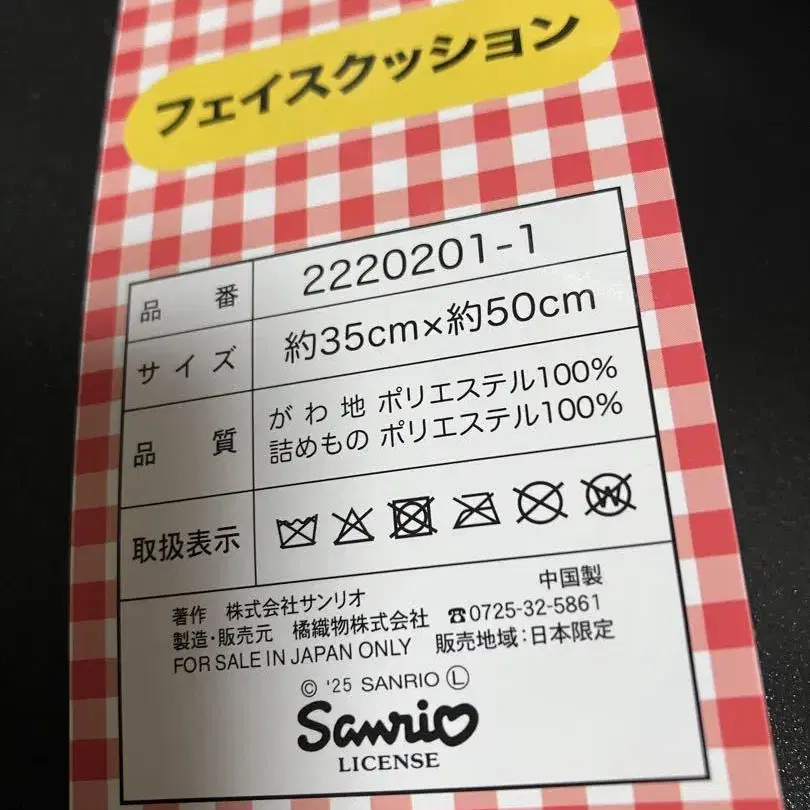 フェイスクッション
品番 2220201-1
サイズ 約35cm×約50cm
品質 がわ地 ポリエステル100%
詰めもの ポリエステル100%
取扱表示
W
中国製
著作 株式会社サンリオ
製造・販売元 橘織物株式会社 ☎0725-32-5861
FOR SALE IN JAPAN ONLY 販売地域:日本限定
© '25 SANRIO Ⓛ
Sanrio
LICENSE